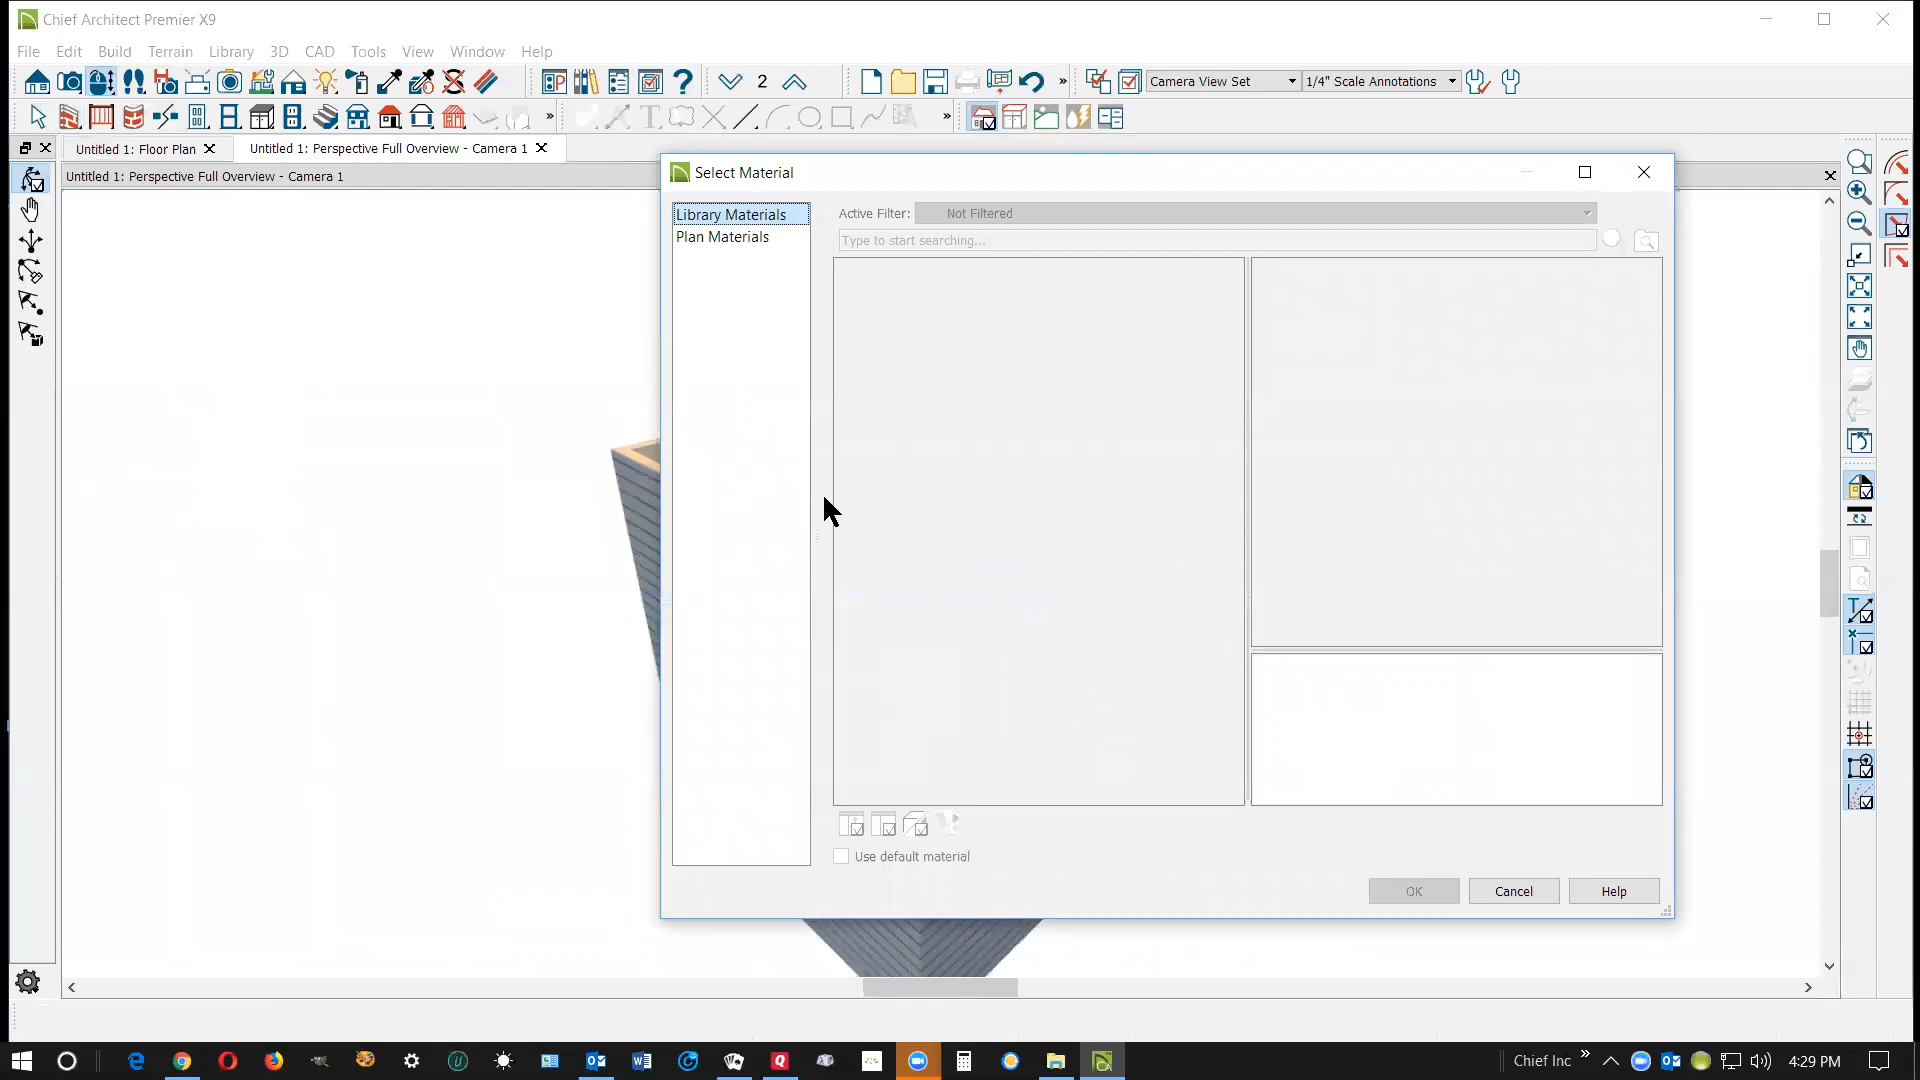 Chief Architect Premier X9
File Edit Build Terrain Library 3D CAD Tools View Window Help
2
Camera View Set
1/4" Scale Annotations
Untitled 1: Floor Plan
Untitled 1: Perspective Full Overview - Camera 1
Untitled 1: Perspective Full Overview - Camera 1
Select Material
Library Materials
Plan Materials
Active Filter:
Not Filtered
Type to start searching...
Use default material
OK
Cancel
Help
Chief Inc
4:29 PM